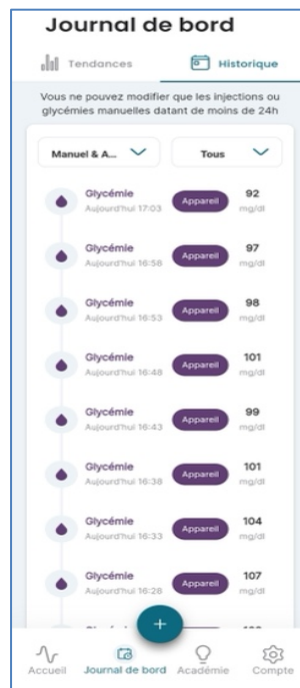 Journal de bord
Tendances
Historique
Vous ne pouvez modifier que les injections ou
glycémies manuelles datant de moins de 24h
Manuel & A...
Tous
Glycémie Appareil 92
Aujourd'hui 17:03 mg/dl
Glycémie Appareil 97
Aujourd'hui 16:58 mg/dl
Glycémie Appareil 98
Aujourd'hui 16:53 mg/dl
Glycémie Appareil 101
Aujourd'hui 16:48 mg/dl
Glycémie Appareil 99
Aujourd'hui 16:43 mg/dl
Glycémie Appareil 101
Aujourd'hui 16:38 mg/dl
Glycémie Appareil 104
Aujourd'hui 16:33 mg/dl
Glycémie Appareil 107
Aujourd'hui 16:28 mg/dl
Accueil Journal de bord Académie Compte